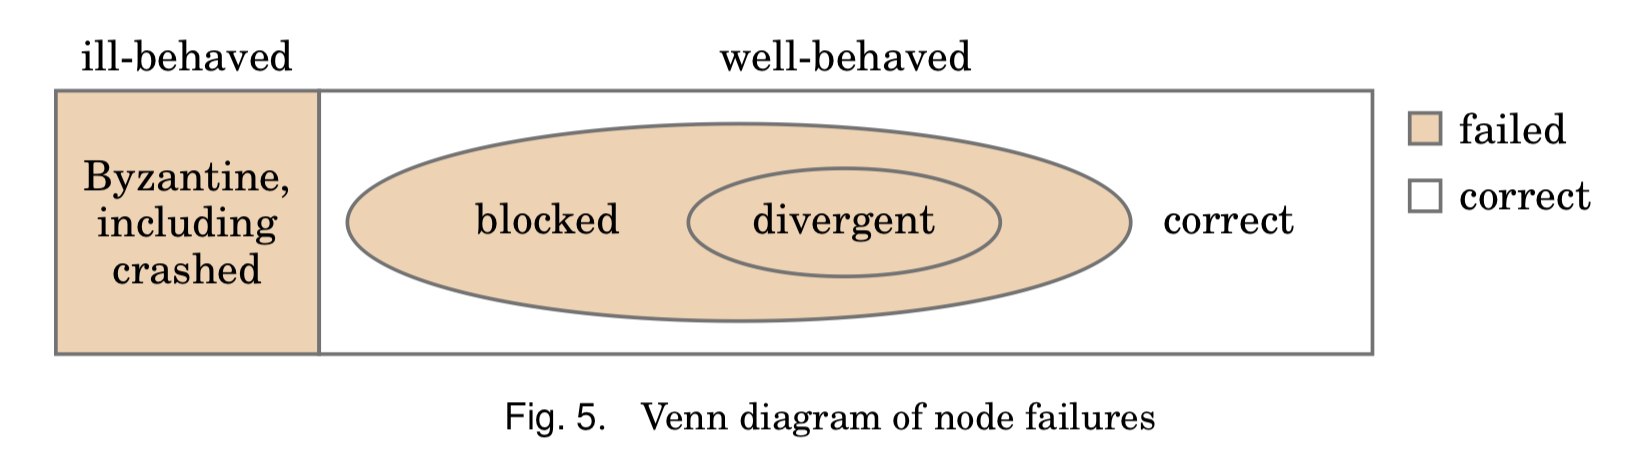 ill-behaved
well-behaved
Byzantine,
including
crashed
blocked
divergent
correct
failed
correct
Fig. 5. Venn diagram of node failures